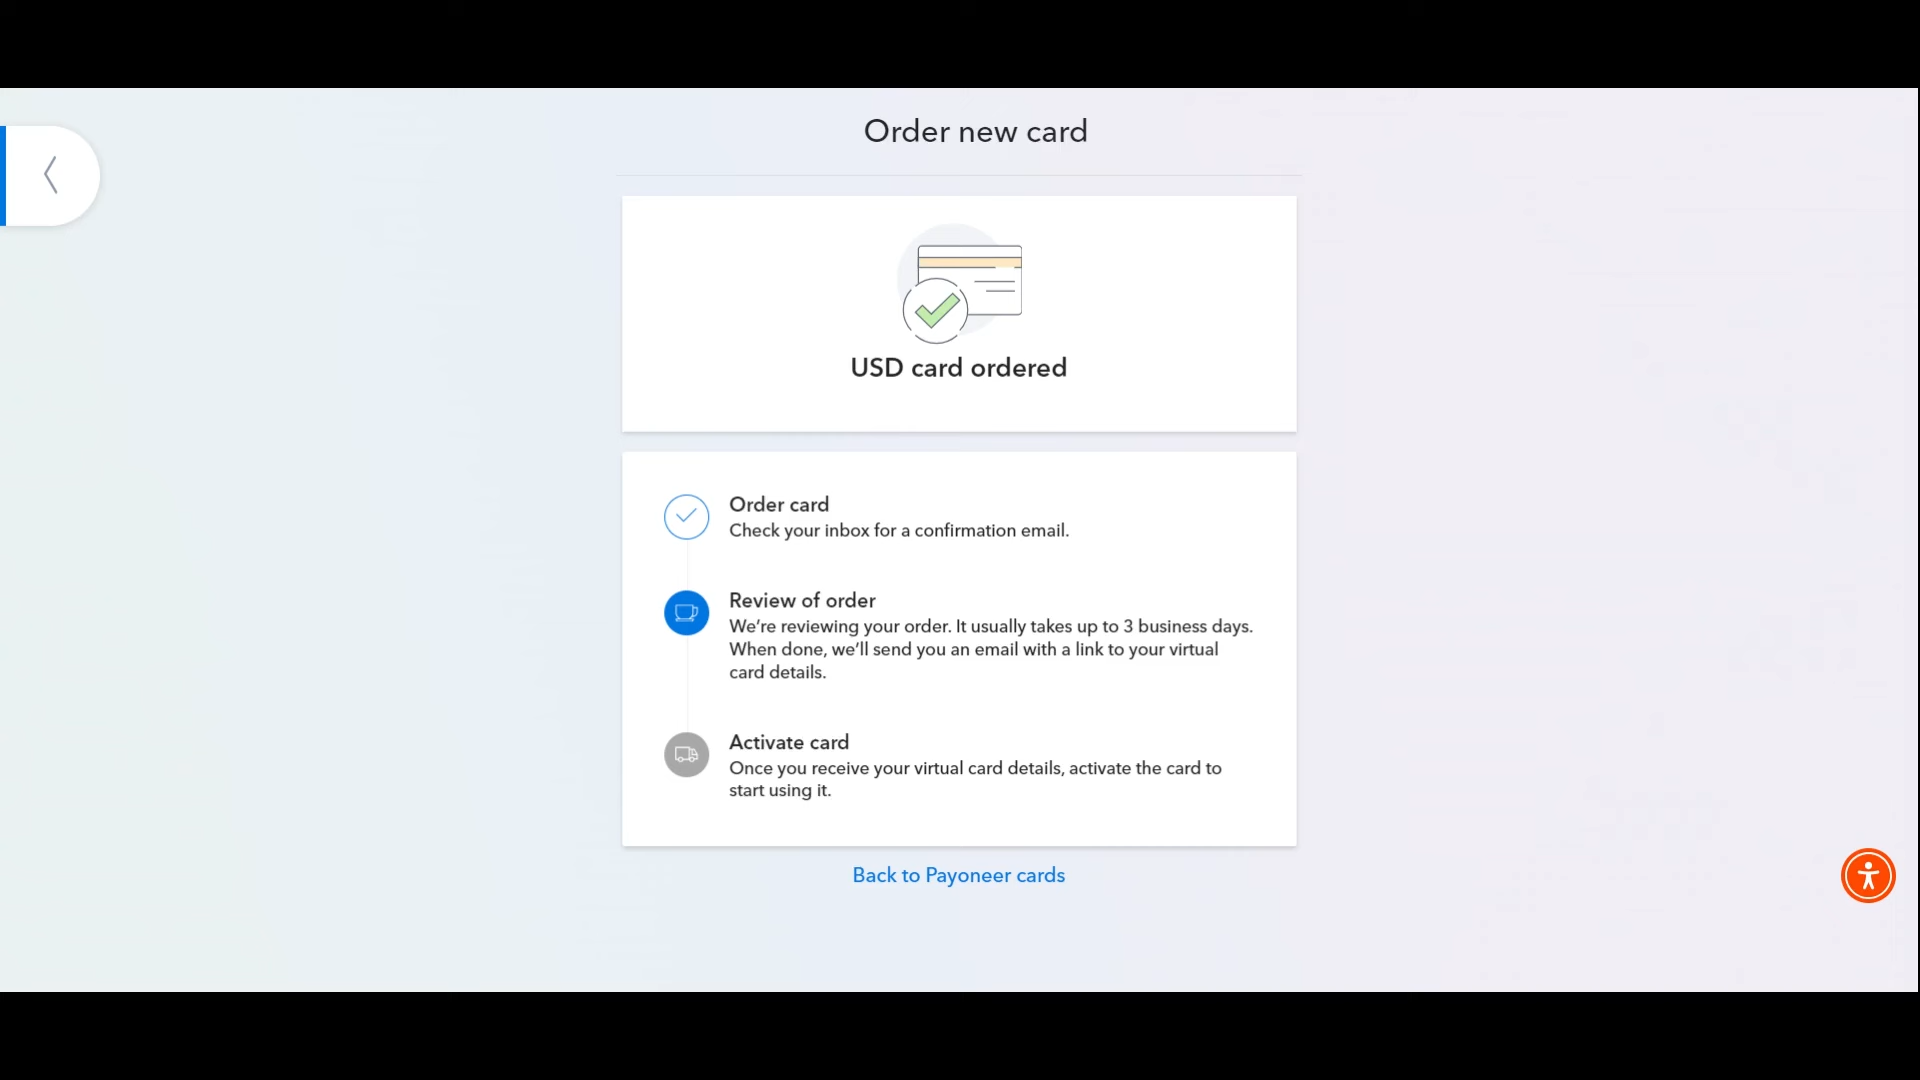 Order new card
USD card ordered
Order card
Check your inbox for a confirmation email.
Review of order
We’re reviewing your order. It usually takes up to 3 business days.
When done, we’ll send you an email with a link to your virtual
card details.
Activate card
Once you receive your virtual card details, activate the card to
start using it.
Back to Payoneer cards